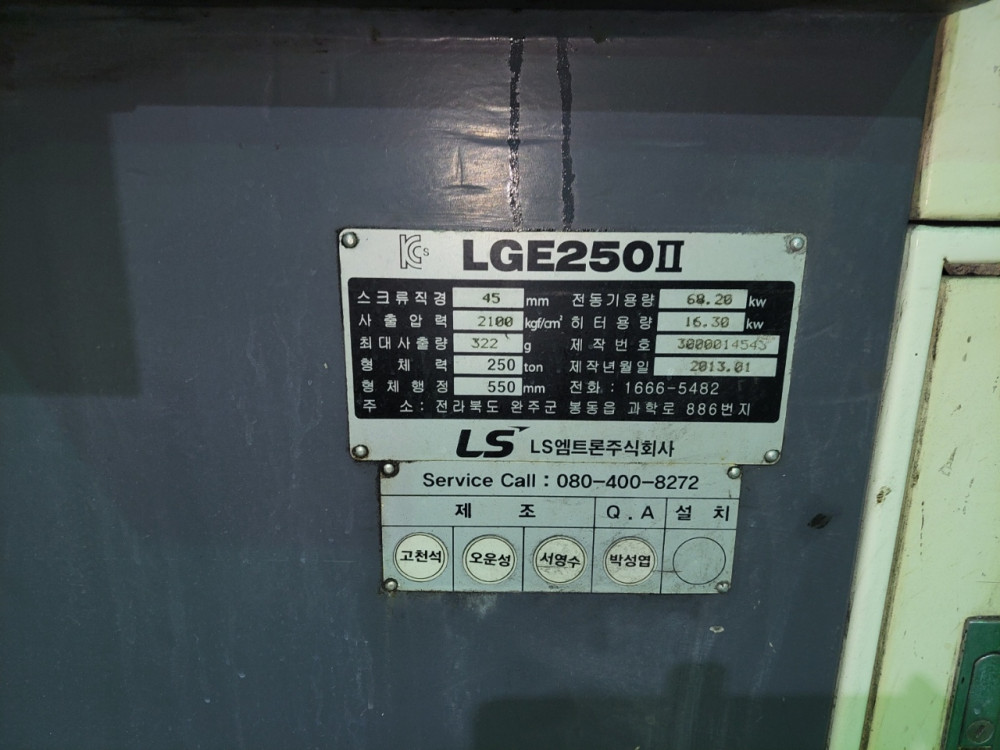 KCs LGE250Ⅱ
스크류직경 45 mm 전동기용량 68.20 kw
사출압력 2100 kgf/cm² 히터용량 16.30 kw
최대사출량 322 g 제작번호 3000014543
형체력 250 ton 제작년월일 2013.01
형체행정 550 mm 전화 : 1666-5482
주 소 : 전라북도 완주군 봉동읍 과학로 886번지
LS LS엠트론주식회사
Service Call : 080-400-8272
제 조 Q.A 설 치
고천석 오운성 서영수 박성엽